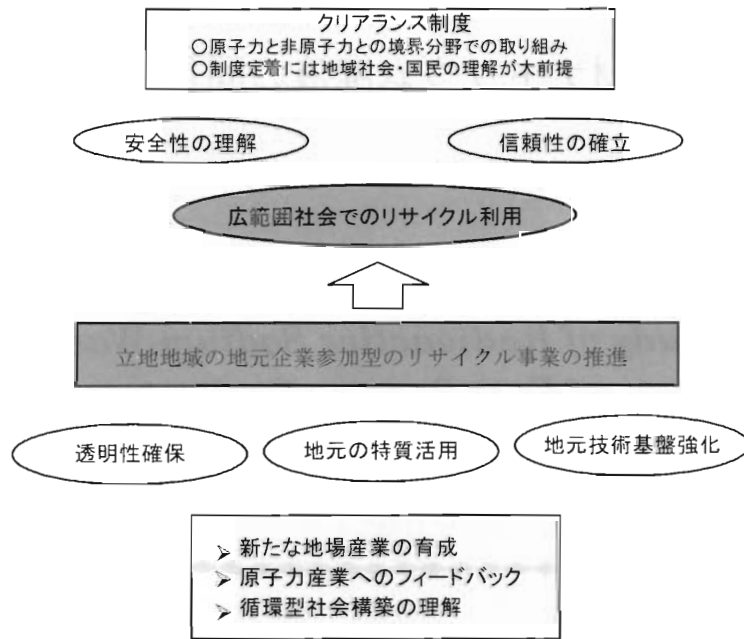 クリアランス制度
○原子力と非原子力との境界分野での取り組み
○制度定着には地域社会・国民の理解が大前提
安全性の理解
信頼性の確立
広範囲社会でのリサイクル利用
立地地域の地元企業参加型のリサイクル事業の推進
透明性確保
地元の特質活用
地元技術基盤強化
➢ 新たな地場産業の育成
➢ 原子力産業へのフィードバック
➢ 循環型社会構築の理解